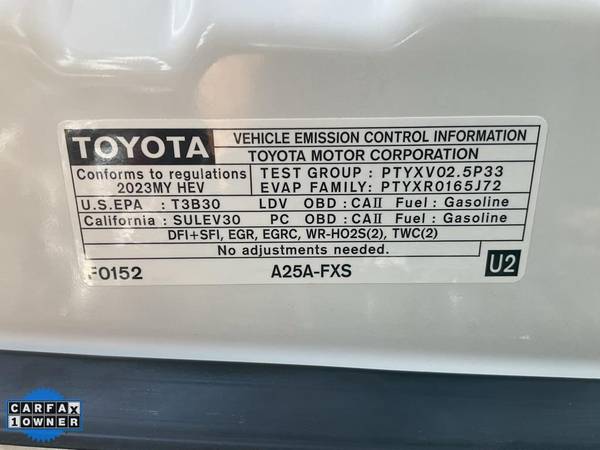 TOYOTA
VEHICLE EMISSION CONTROL INFORMATION
TOYOTA MOTOR CORPORATION
Conforms to regulations
2023MY HEV
TEST GROUP : PTYXV02.5P33
EVAP FAMILY: PTYXR0165J72
U.S.EPA : T3B30 LDV OBD : CAII Fuel : Gasoline
California : SULEV30 PC OBD : CAII Fuel : Gasoline
DFI+SFI, EGR, EGRC, WR-HO2S(2), TWC(2)
No adjustments needed.
F0152 A25A-FXS U2
CARFAX
1 OWNER